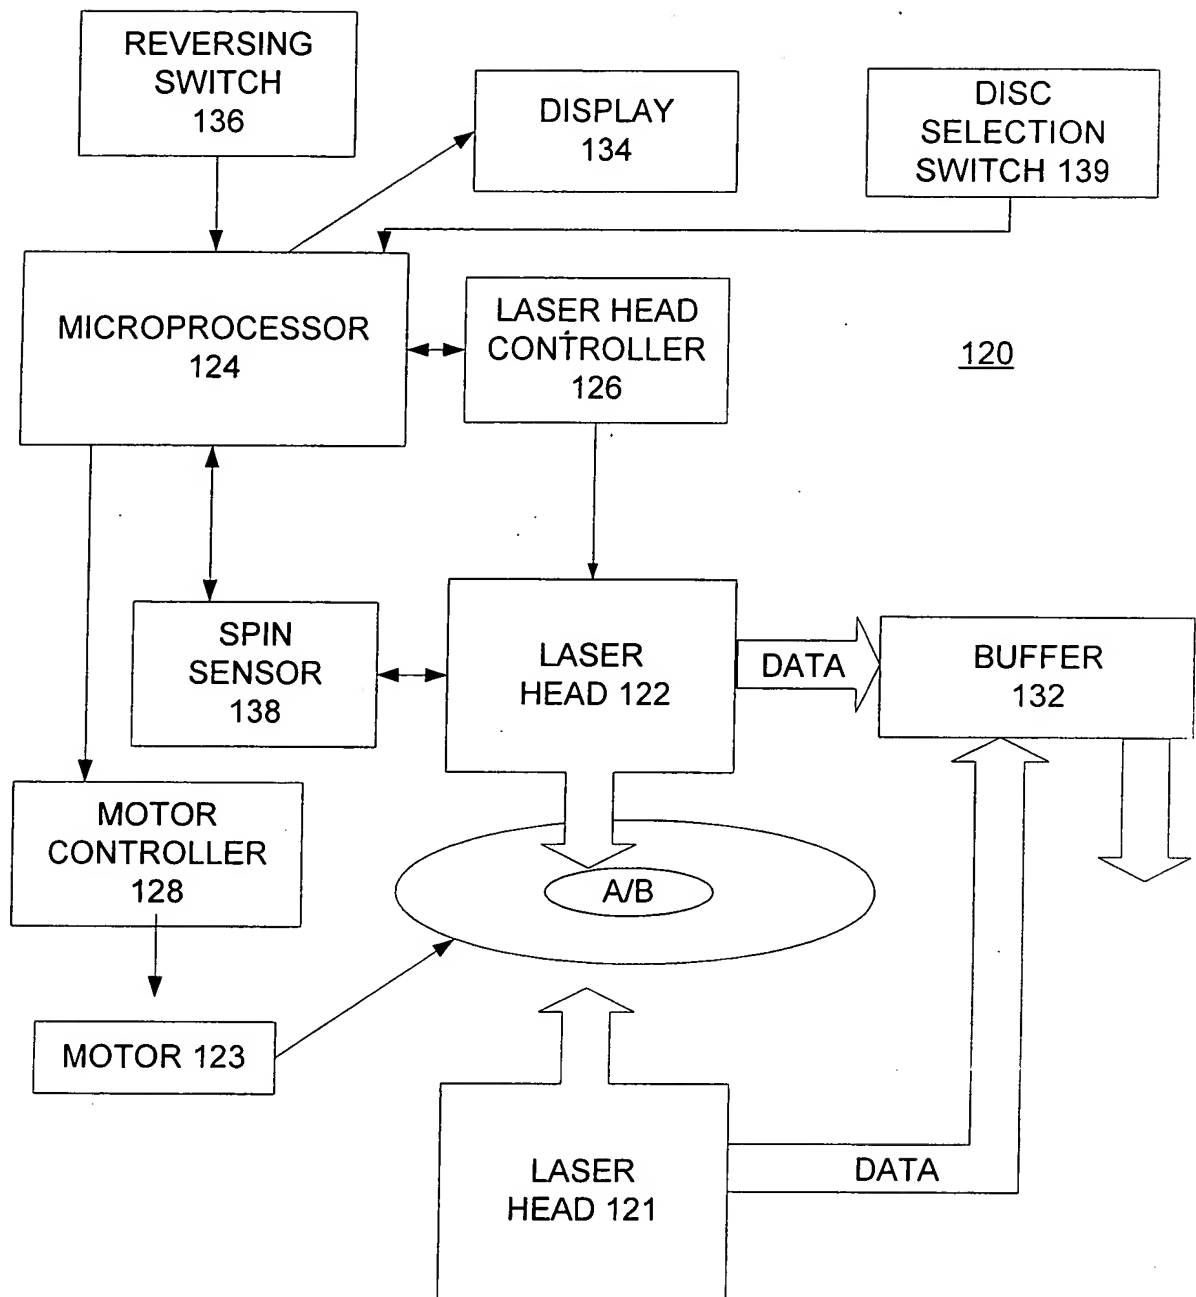 REVERSING
SWITCH
136
DISPLAY
134
DISC
SELECTION
SWITCH 139
MICROPROCESSOR
124
LASER HEAD
CONTROLLER
126
120
SPIN
SENSOR
138
LASER
HEAD 122
DATA
BUFFER
132
MOTOR
CONTROLLER
128
A/B
MOTOR 123
LASER
HEAD 121
DATA